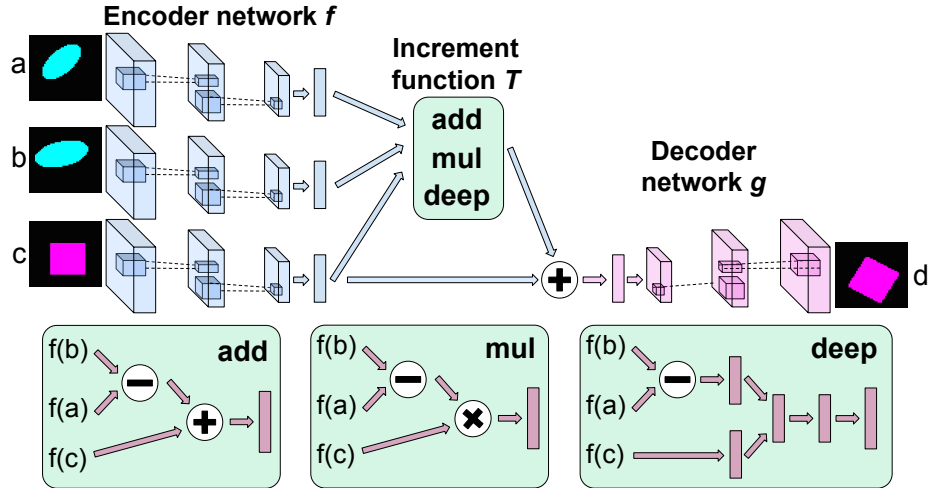 Encoder network f
a
b
c
Increment
function T
add
mul
deep
Decoder
network g
+
d
add
f(b)
f(a)
f(c)
−
+
mul
f(b)
f(a)
f(c)
−
×
deep
f(b)
f(a)
f(c)
−